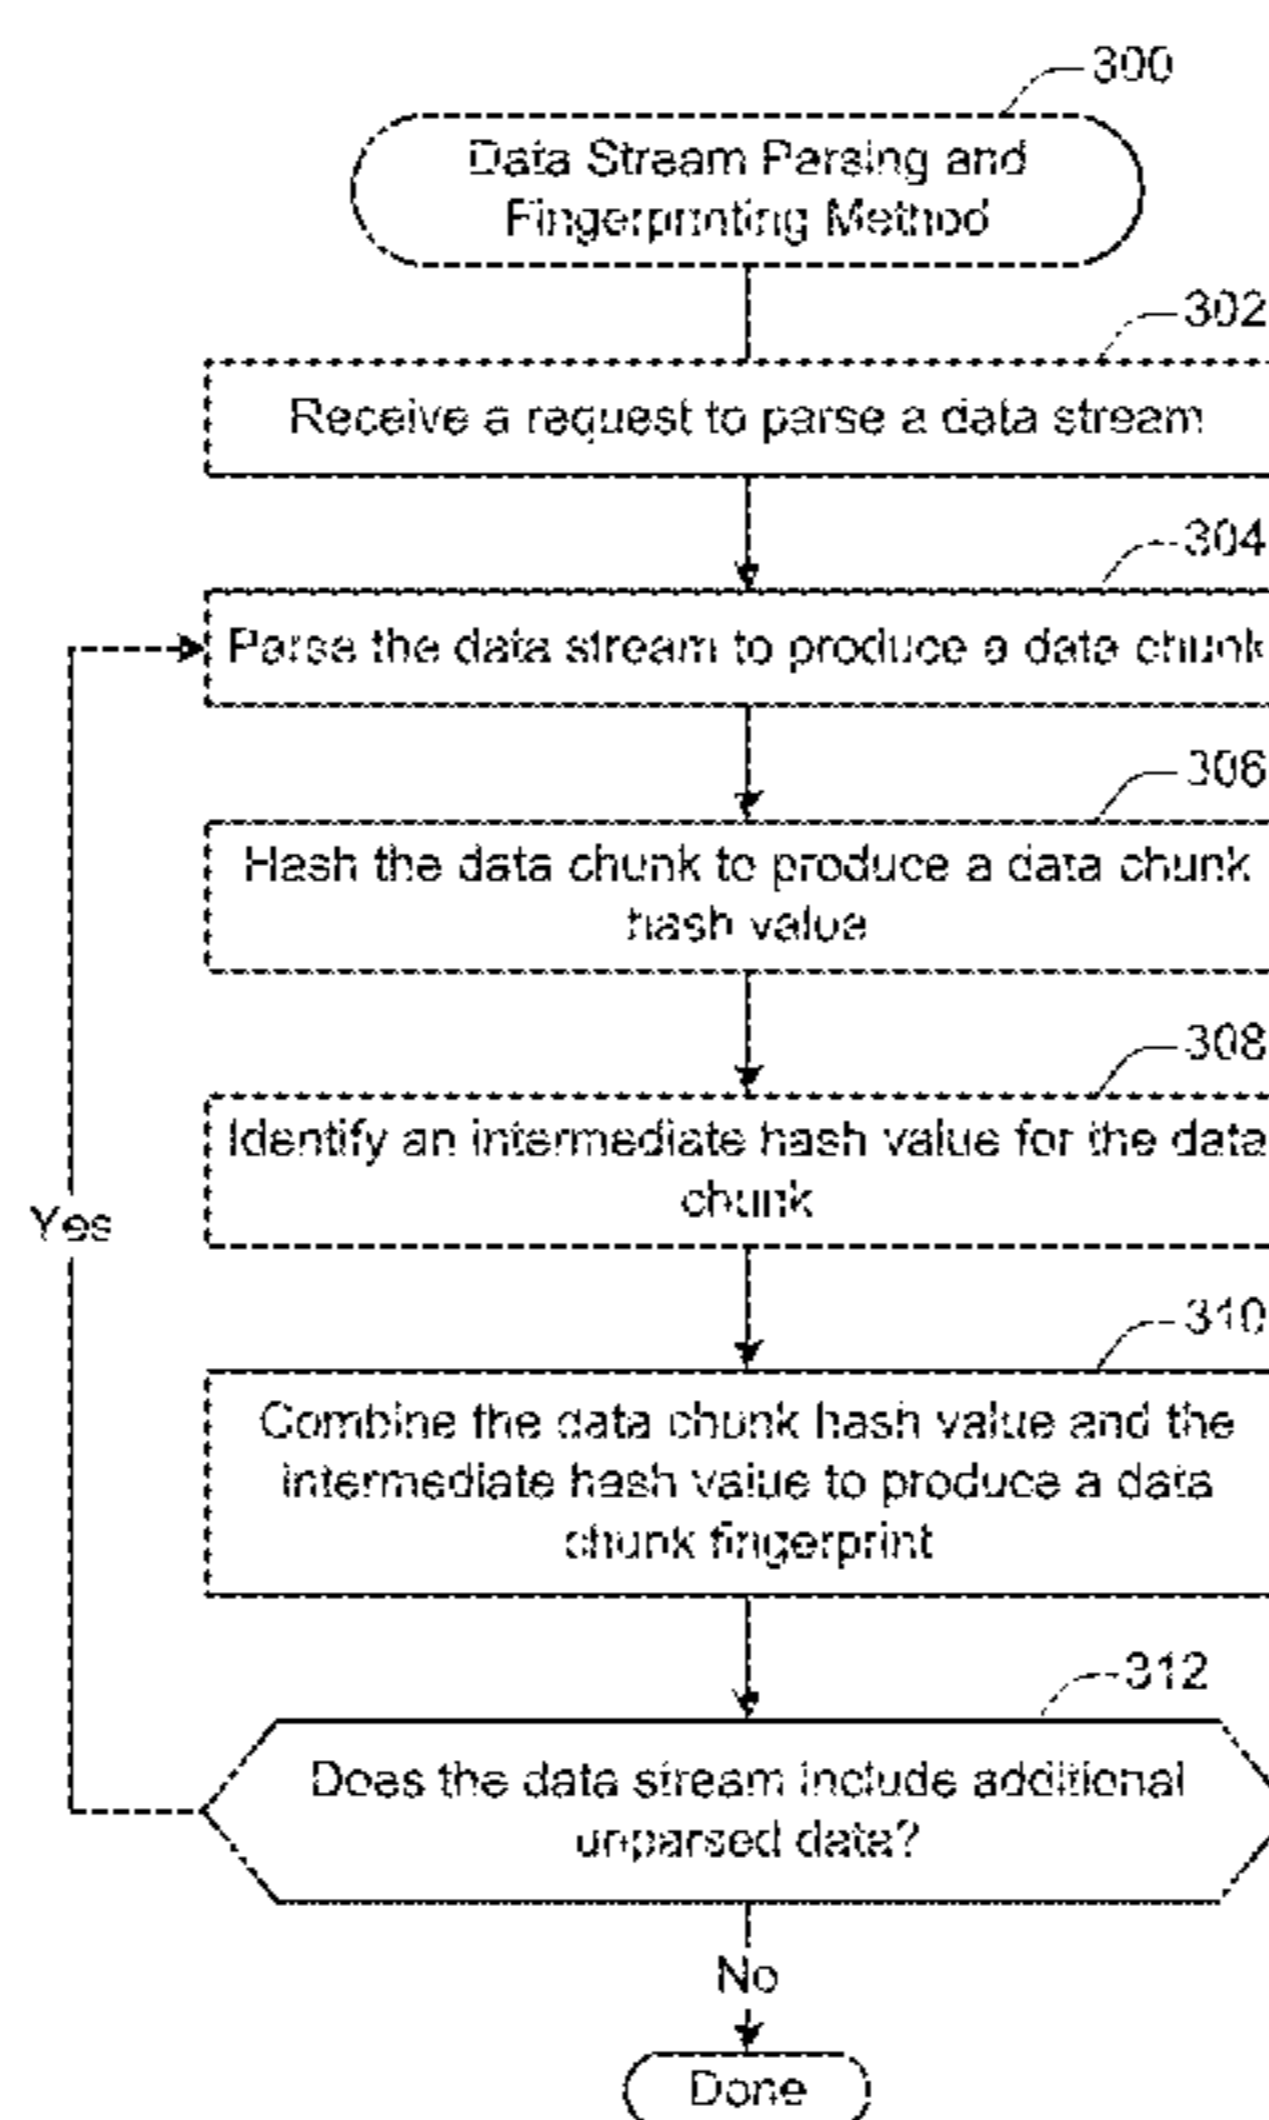 300
Data Stream Parsing and
Fingerprinting Method
302
Receive a request to parse a data stream
304
Parse the data stream to produce a data chunk
306
Hash the data chunk to produce a data chunk
hash value
308
Identify an intermediate hash value for the data
chunk
Yes
310
Combine the data chunk hash value and the
intermediate hash value to produce a data
chunk fingerprint
312
Does the data stream include additional
unparsed data?
No
Done